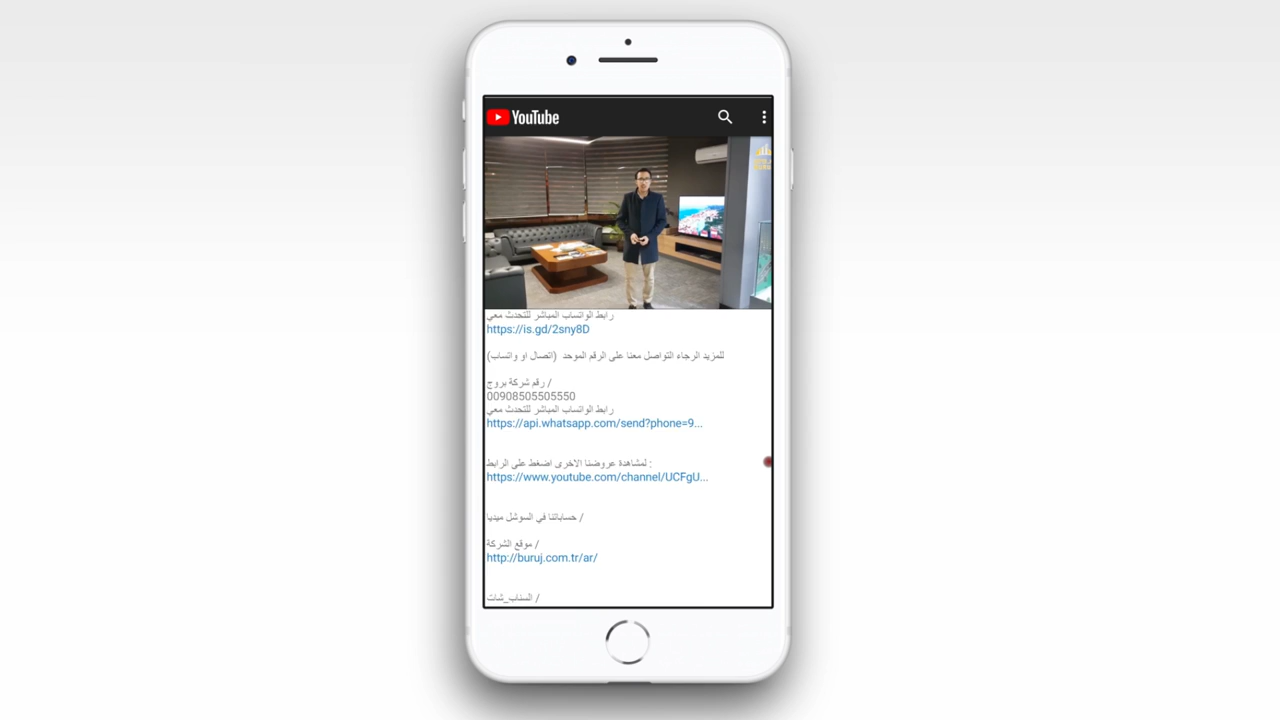 YouTube
رابط الواتساب المباشر للتحدث معي
https://is.gd/2sny8D
للمزيد الرجاء التواصل معنا على الرقم الموحد (اتصال او واتساب)
رقم شركة بروج /
00908505505550
رابط الواتساب المباشر للتحدث معي
https://api.whatsapp.com/send?phone=9...
لمشاهدة عروضنا الاخرى اضغط على الرابط :
https://www.youtube.com/channel/UCFgU...
حساباتنا في السوشل ميديا /
موقع الشركة /
http://buruj.com.tr/ar/
السناب_شات /